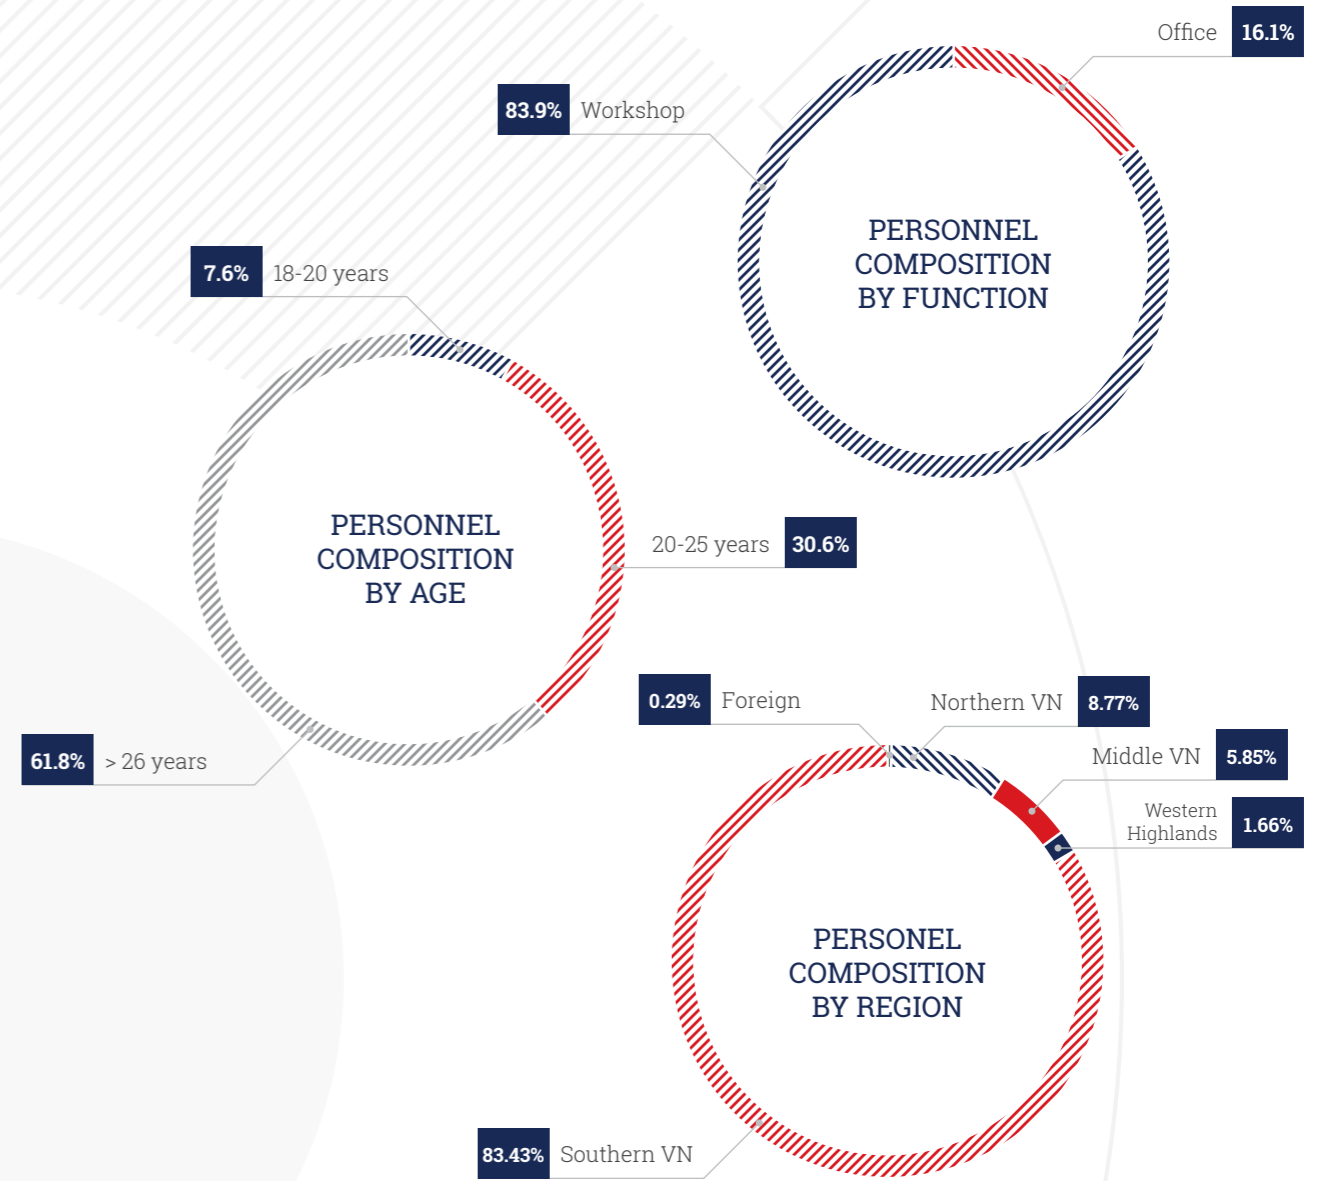 Office 16.1%
83.9% Workshop
PERSONNEL
COMPOSITION
BY FUNCTION
7.6% 18-20 years
PERSONNEL
COMPOSITION
BY AGE
20-25 years 30.6%
61.8% > 26 years
0.29% Foreign
Northern VN 8.77%
Middle VN 5.85%
Western
Highlands 1.66%
PERSONEL
COMPOSITION
BY REGION
83.43% Southern VN